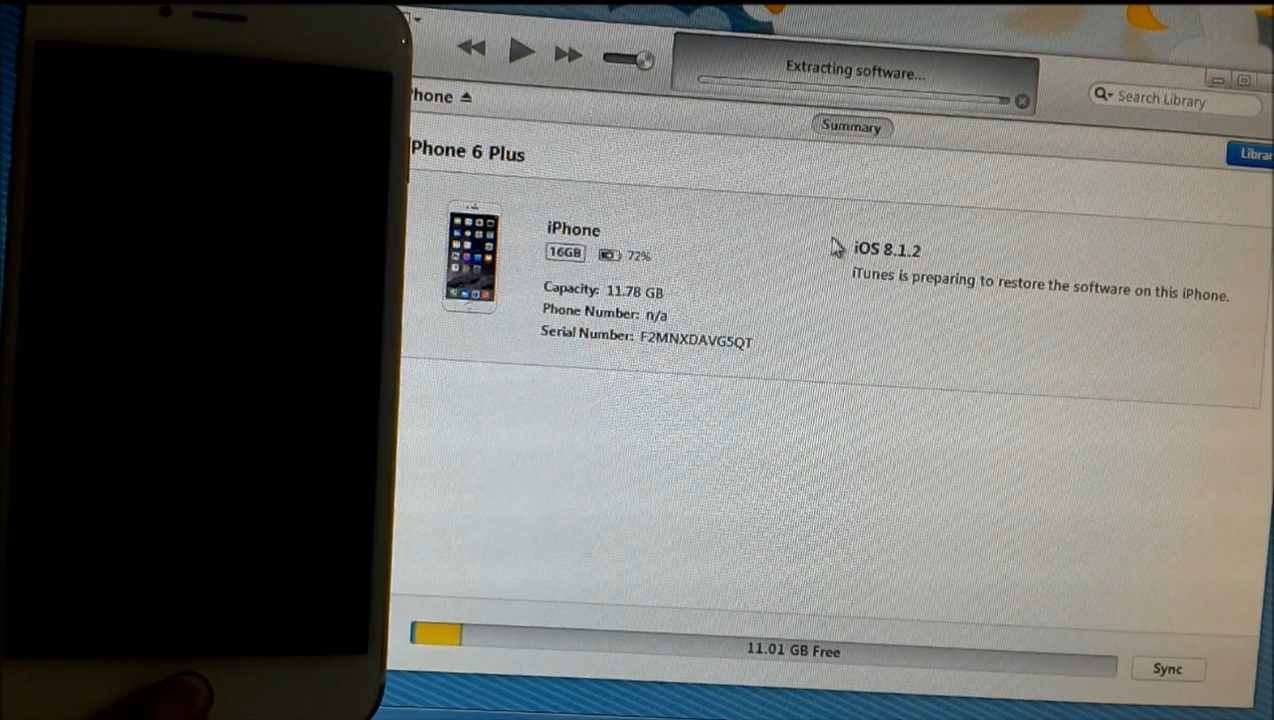 Extracting software...
Search Library
Phone
Summary
Librar
Phone 6 Plus
iPhone
16GB 72%
Capacity: 11.78 GB
Phone Number: n/a
Serial Number: F2MNXDAVG5QT
iOS 8.1.2
iTunes is preparing to restore the software on this iPhone.
11.01 GB Free
Sync